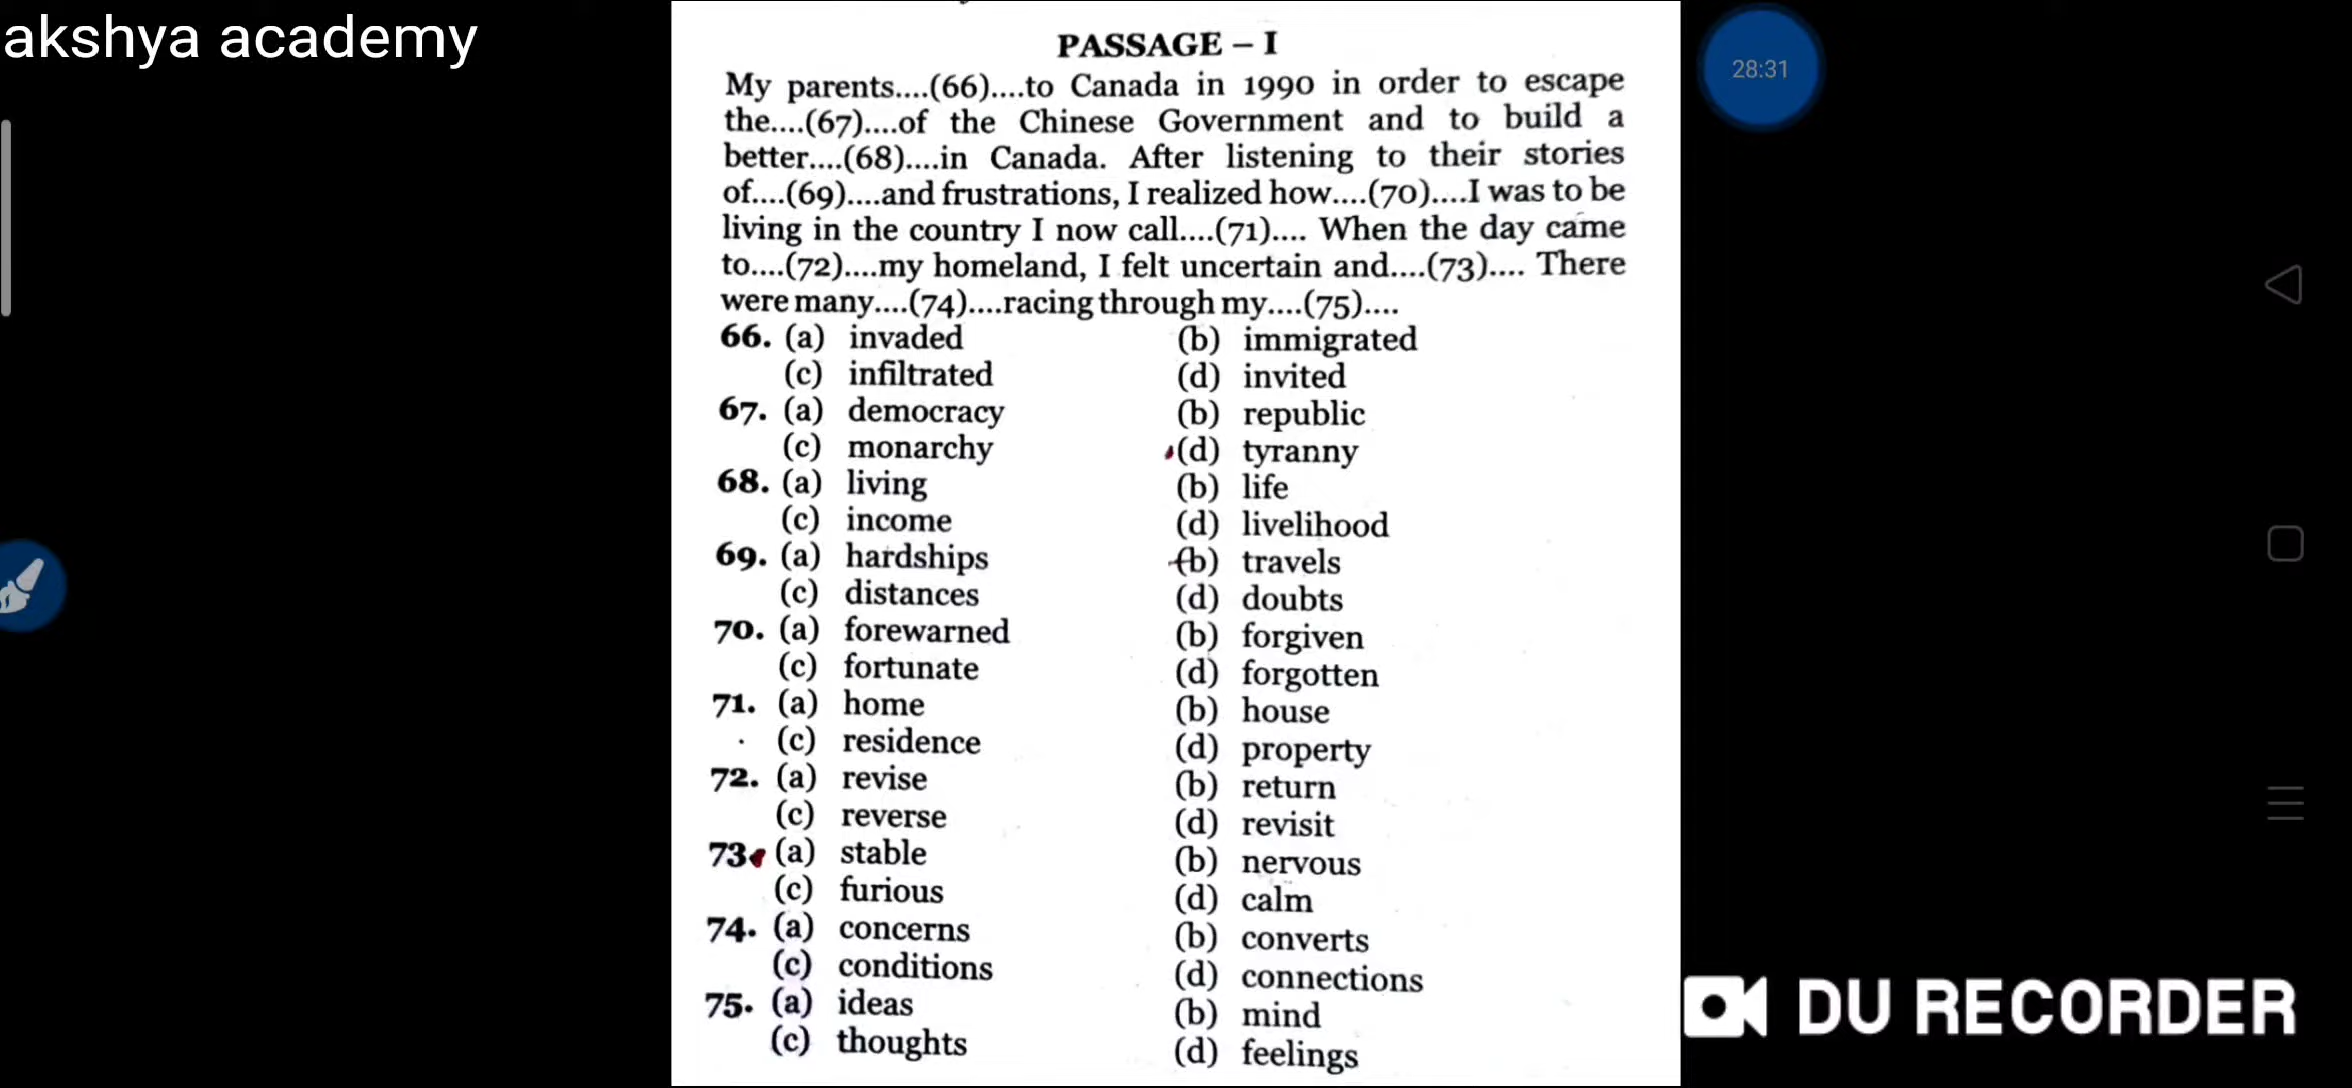 akshya academy
28:31
PASSAGE – I
My parents....(66)....to Canada in 1990 in order to escape
the....(67)....of the Chinese Government and to build a
better....(68)....in Canada. After listening to their stories
of....(69)....and frustrations, I realized how....(70)....I was to be
living in the country I now call....(71).... When the day came
to....(72)....my homeland, I felt uncertain and....(73).... There
were many....(74)....racing through my....(75)....
66. (a) invaded (b) immigrated
(c) infiltrated (d) invited
67. (a) democracy (b) republic
(c) monarchy (d) tyranny
68. (a) living (b) life
(c) income (d) livelihood
69. (a) hardships (b) travels
(c) distances (d) doubts
70. (a) forewarned (b) forgiven
(c) fortunate (d) forgotten
71. (a) home (b) house
(c) residence (d) property
72. (a) revise (b) return
(c) reverse (d) revisit
73. (a) stable (b) nervous
(c) furious (d) calm
74. (a) concerns (b) converts
(c) conditions (d) connections
75. (a) ideas (b) mind
(c) thoughts (d) feelings
DU RECORDER